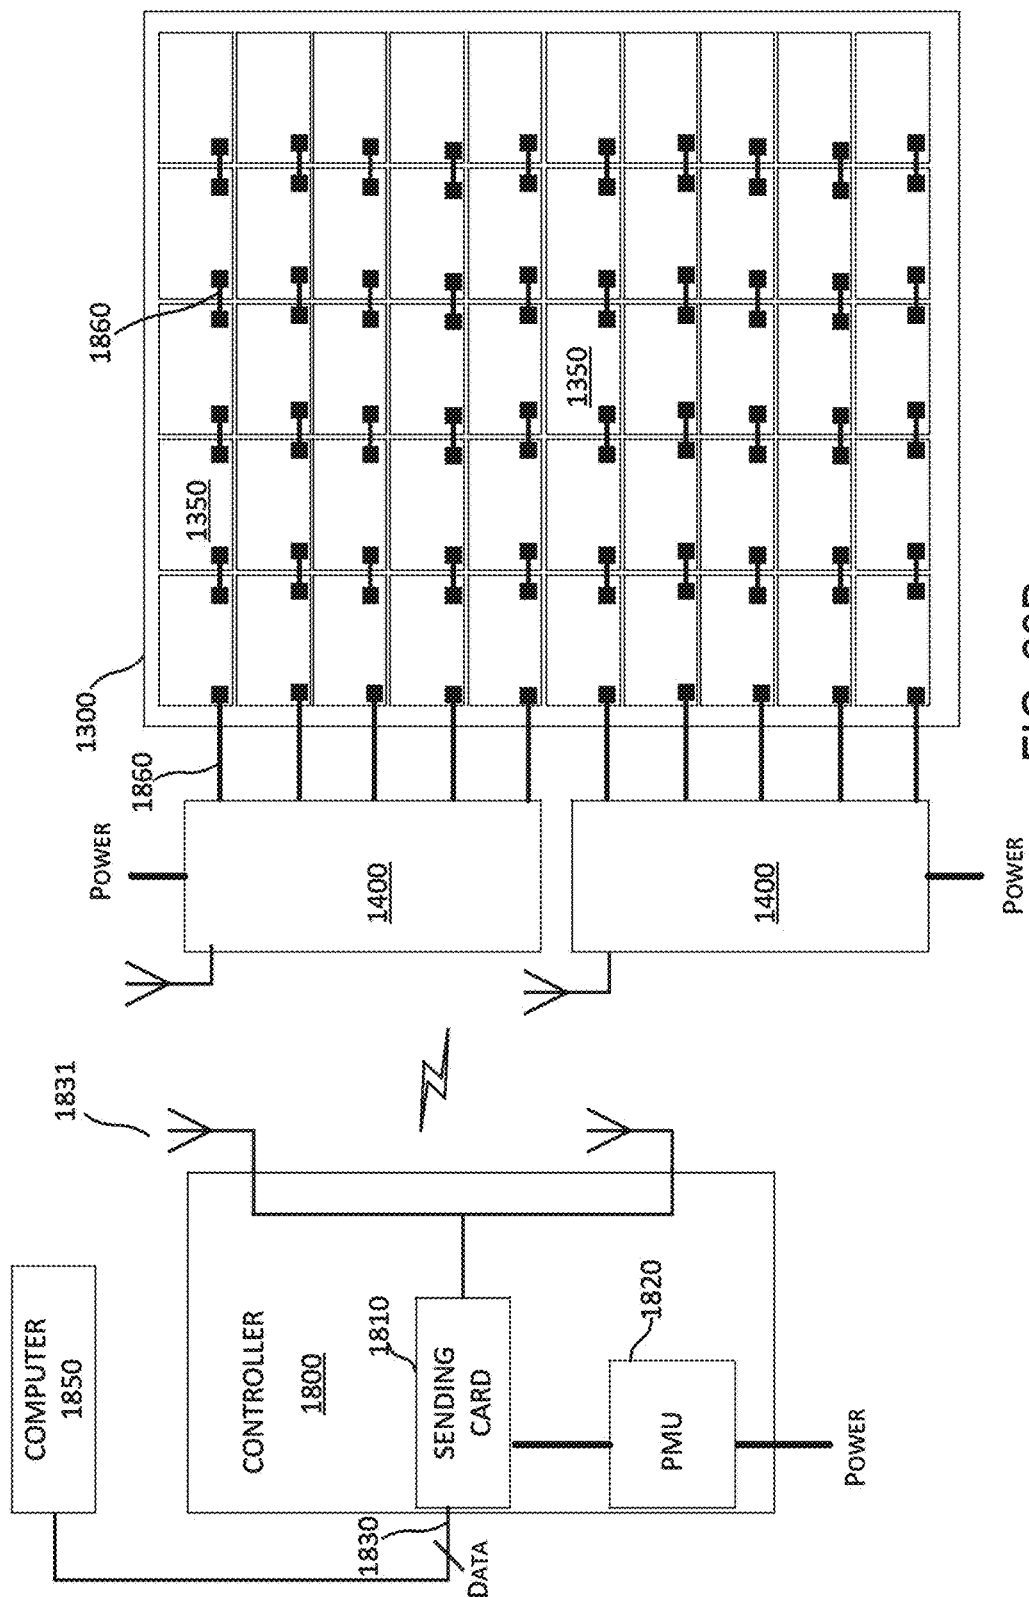 COMPUTER
1850
1831
1300
1860
POWER
1860
1350
CONTROLLER
1800
1830
1810
1400
SENDING
CARD
DATA
1350
1820
PMU
1400
POWER
POWER